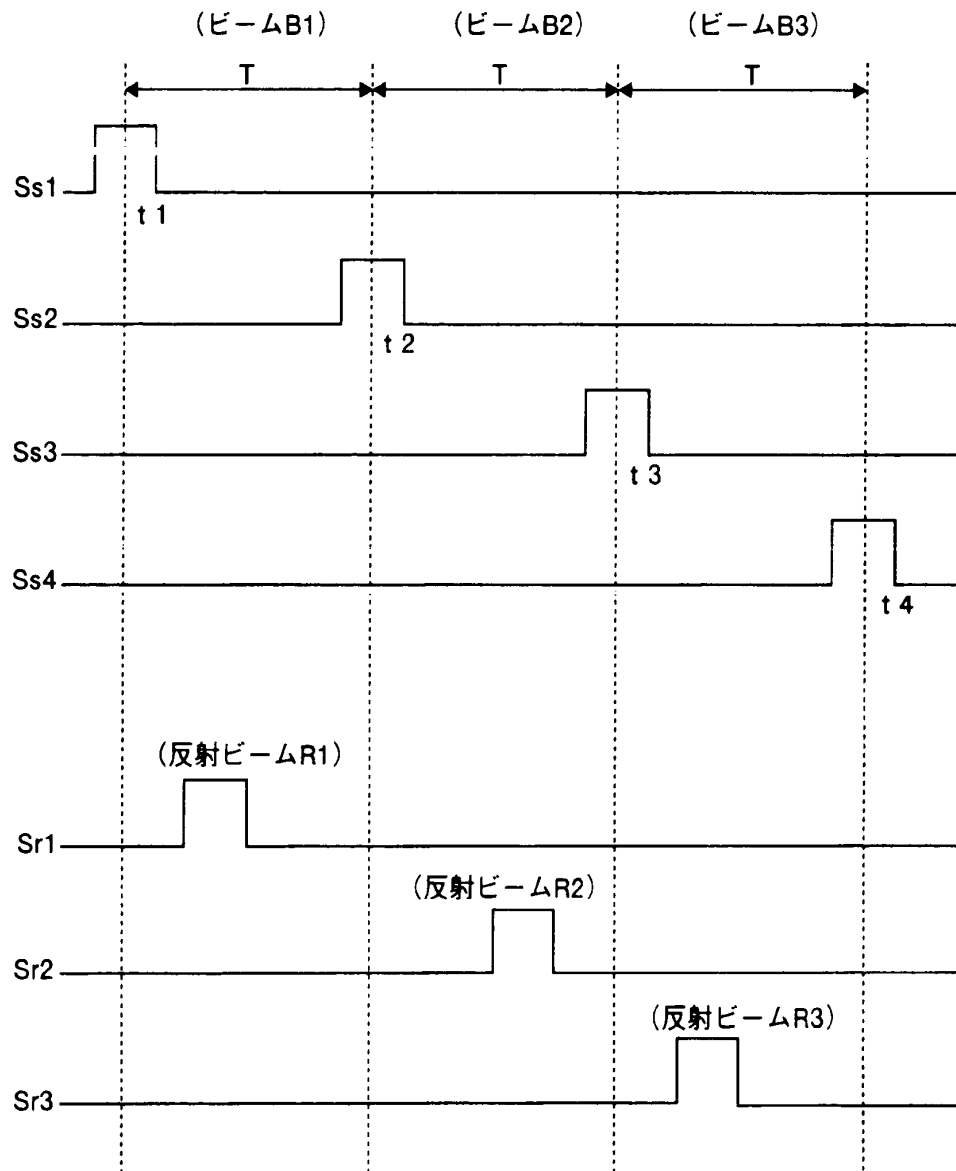 (ビームB1) (ビームB2) (ビームB3)
T T T
Ss1
t 1
Ss2
t 2
Ss3
t 3
Ss4
t 4
(反射ビームR1)
Sr1
(反射ビームR2)
Sr2
(反射ビームR3)
Sr3